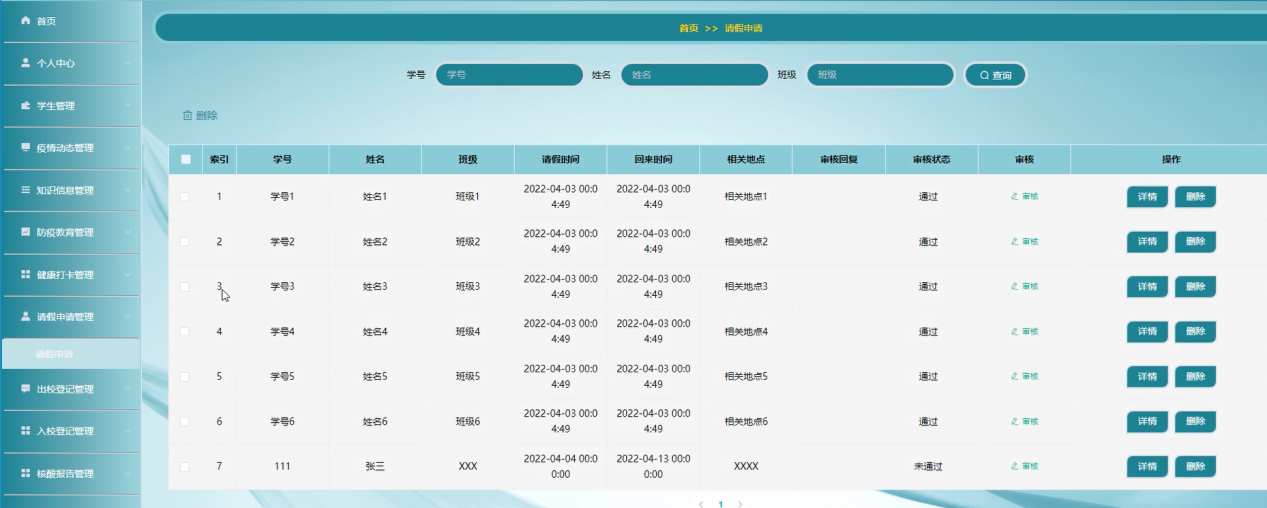 首页
个人中心
学生管理
疫情动态管理
知识信息管理
防疫教育管理
健康打卡管理
请假申请管理
请假申请
出校登记管理
入校登记管理
核酸报告管理
首页 >> 请假申请
学号 学号 姓名 姓名 班级 班级 查询
删除
索引 学号 姓名 班级 请假时间 回来时间 相关地点 审核回复 审核状态 审核 操作
1 学号1 姓名1 班级1 2022-04-03 00:0 2022-04-03 00:0 相关地点1 通过 审核 详情 删除
4:49 4:49
2 学号2 姓名2 班级2 2022-04-03 00:0 2022-04-03 00:0 相关地点2 通过 审核 详情 删除
4:49 4:49
3 学号3 姓名3 班级3 2022-04-03 00:0 2022-04-03 00:0 相关地点3 通过 审核 详情 删除
4:49 4:49
4 学号4 姓名4 班级4 2022-04-03 00:0 2022-04-03 00:0 相关地点4 通过 审核 详情 删除
4:49 4:49
5 学号5 姓名5 班级5 2022-04-03 00:0 2022-04-03 00:0 相关地点5 通过 审核 详情 删除
4:49 4:49
6 学号6 姓名6 班级6 2022-04-03 00:0 2022-04-03 00:0 相关地点6 通过 审核 详情 删除
4:49 4:49
7 111 张三 XXX 2022-04-04 00:0 2022-04-13 00:0 XXXX 未通过 审核 详情 删除
0:00 0:00
1